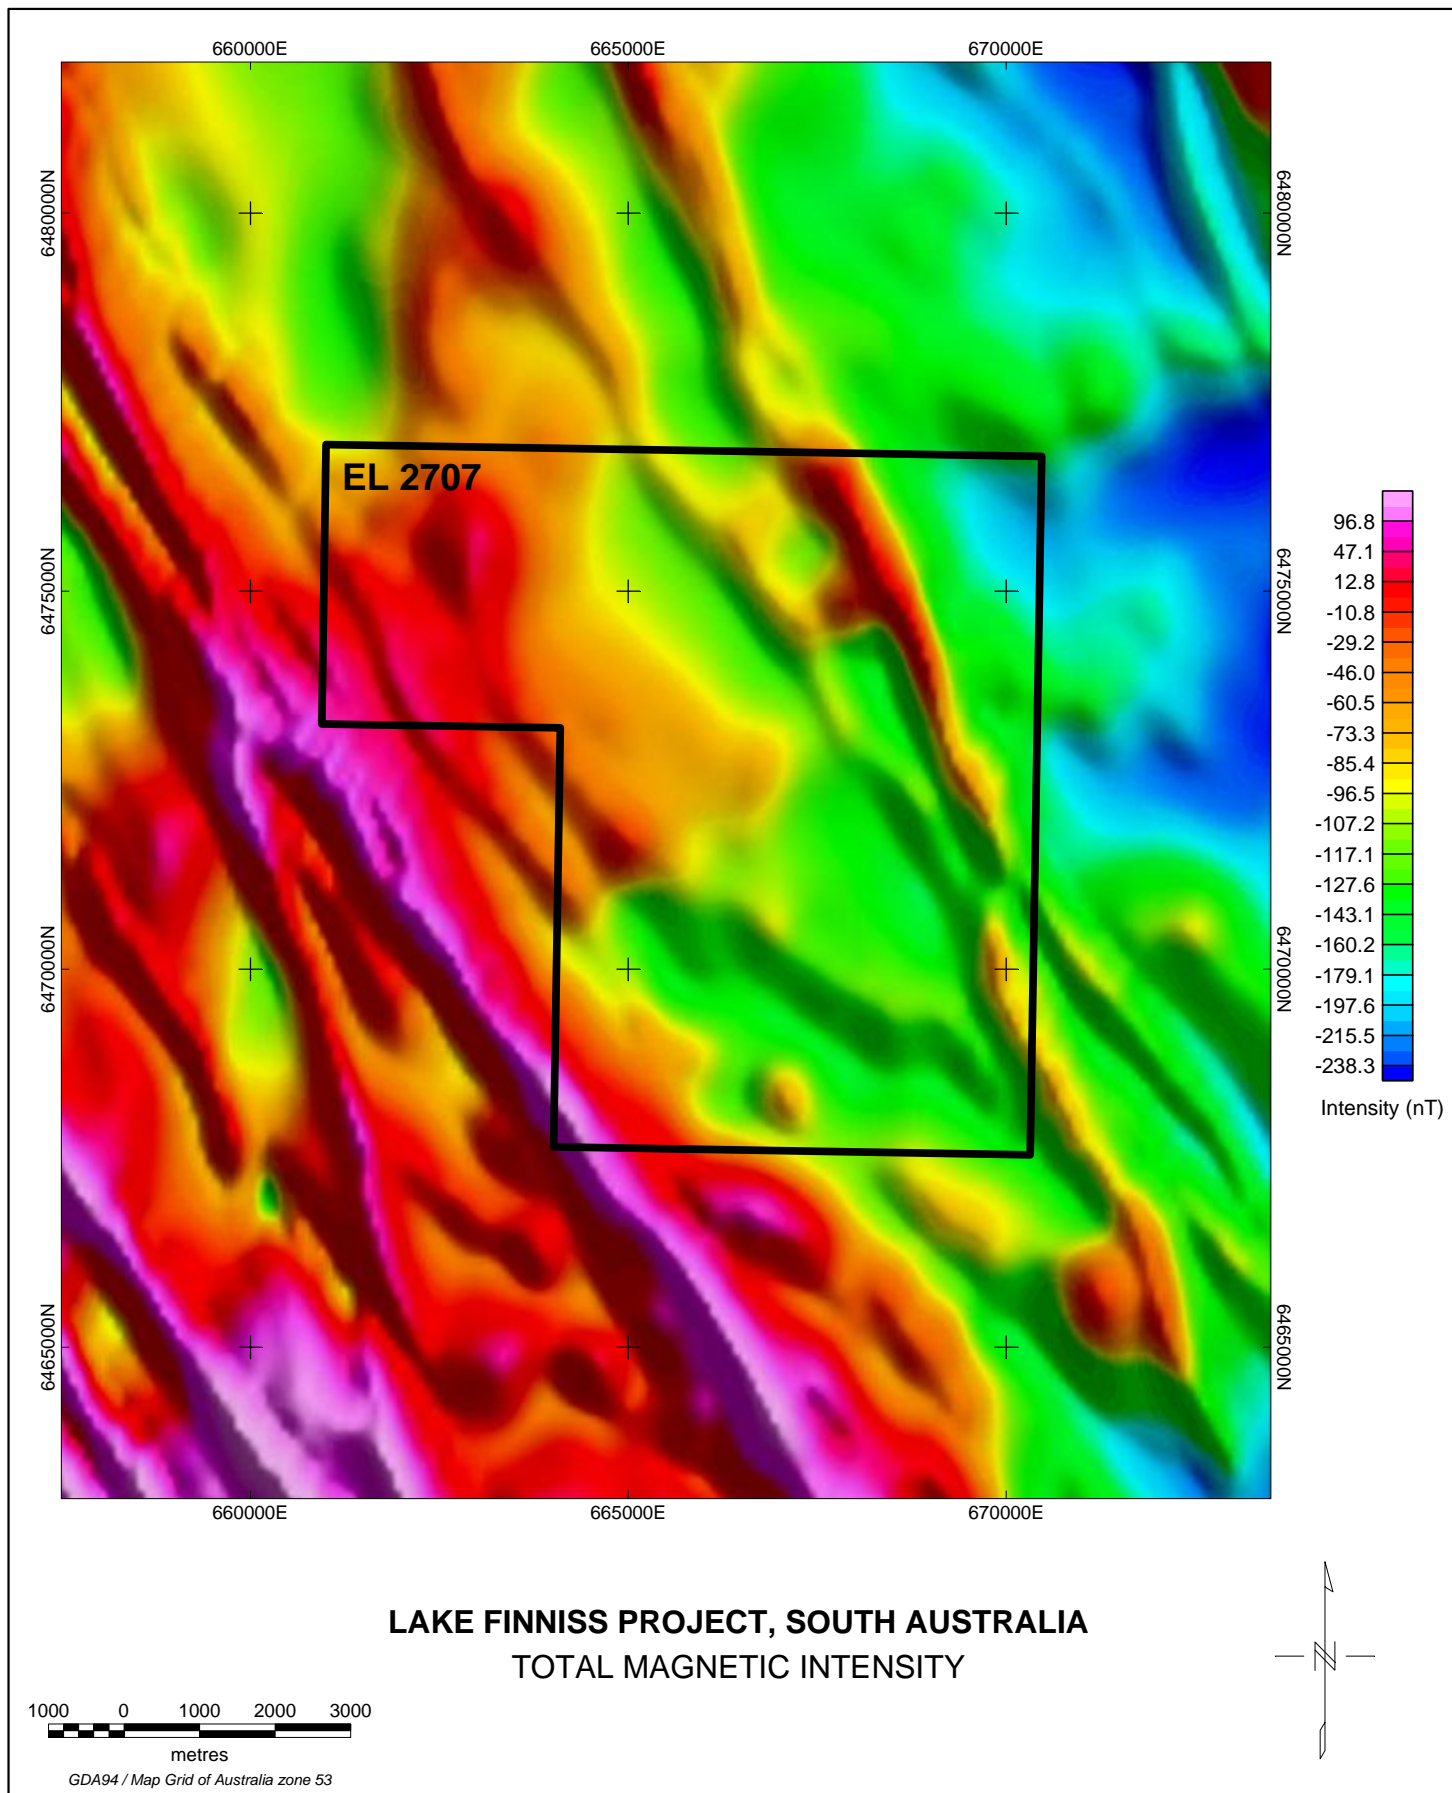 660000E 665000E 670000E
6480000N 6480000N
EL 2707
6475000N 6475000N
6470000N 6470000N
6465000N 6465000N
660000E 665000E 670000E
96.8
47.1
12.8
-10.8
-29.2
-46.0
-60.5
-73.3
-85.4
-96.5
-107.2
-117.1
-127.6
-143.1
-160.2
-179.1
-197.6
-215.5
-238.3
Intensity (nT)
LAKE FINNISS PROJECT, SOUTH AUSTRALIA
TOTAL MAGNETIC INTENSITY
N
1000 0 1000 2000 3000
metres
GDA94 / Map Grid of Australia zone 53